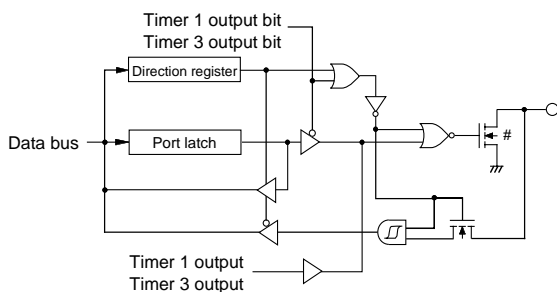 Timer 1 output bit
Timer 3 output bit
Direction register
Data bus
Port latch
#
Timer 1 output
Timer 3 output